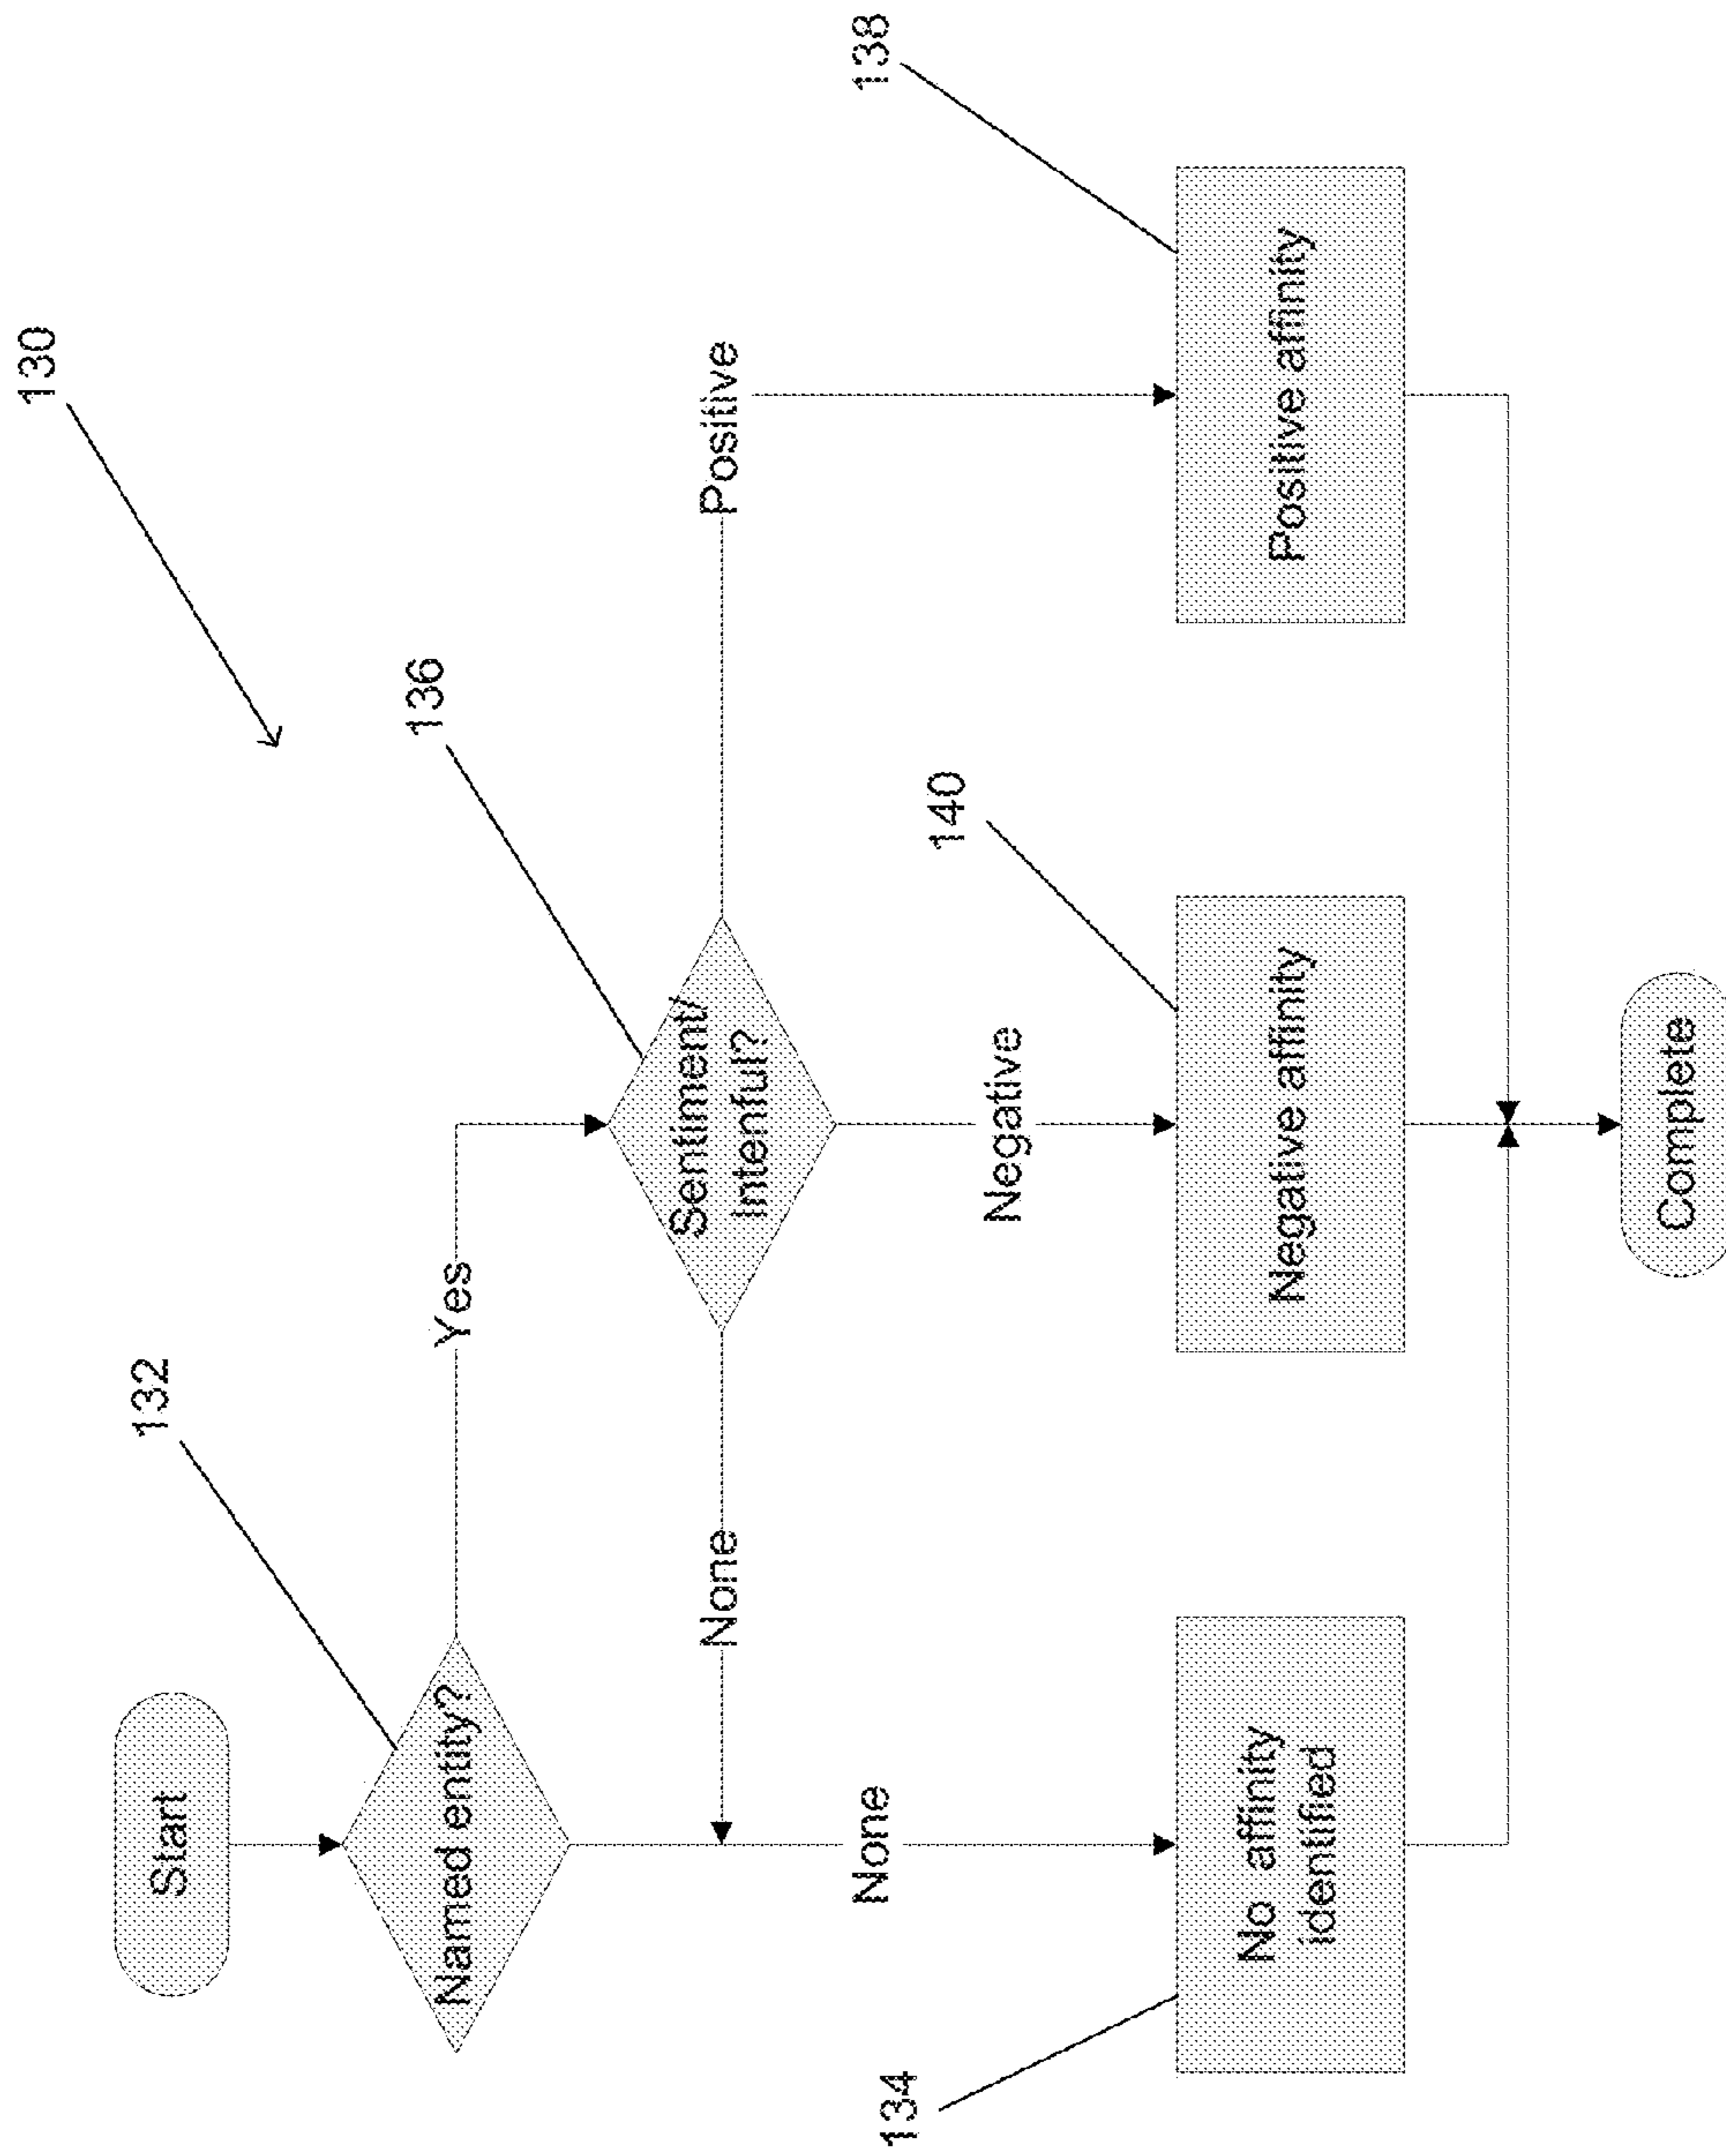 130
Start
132
Named entity?
Yes
136
Sentiment/
Intenful?
None
Positive
Negative
None
138
140
134
No affinity
identified
Negative affinity
Positive affinity
Complete